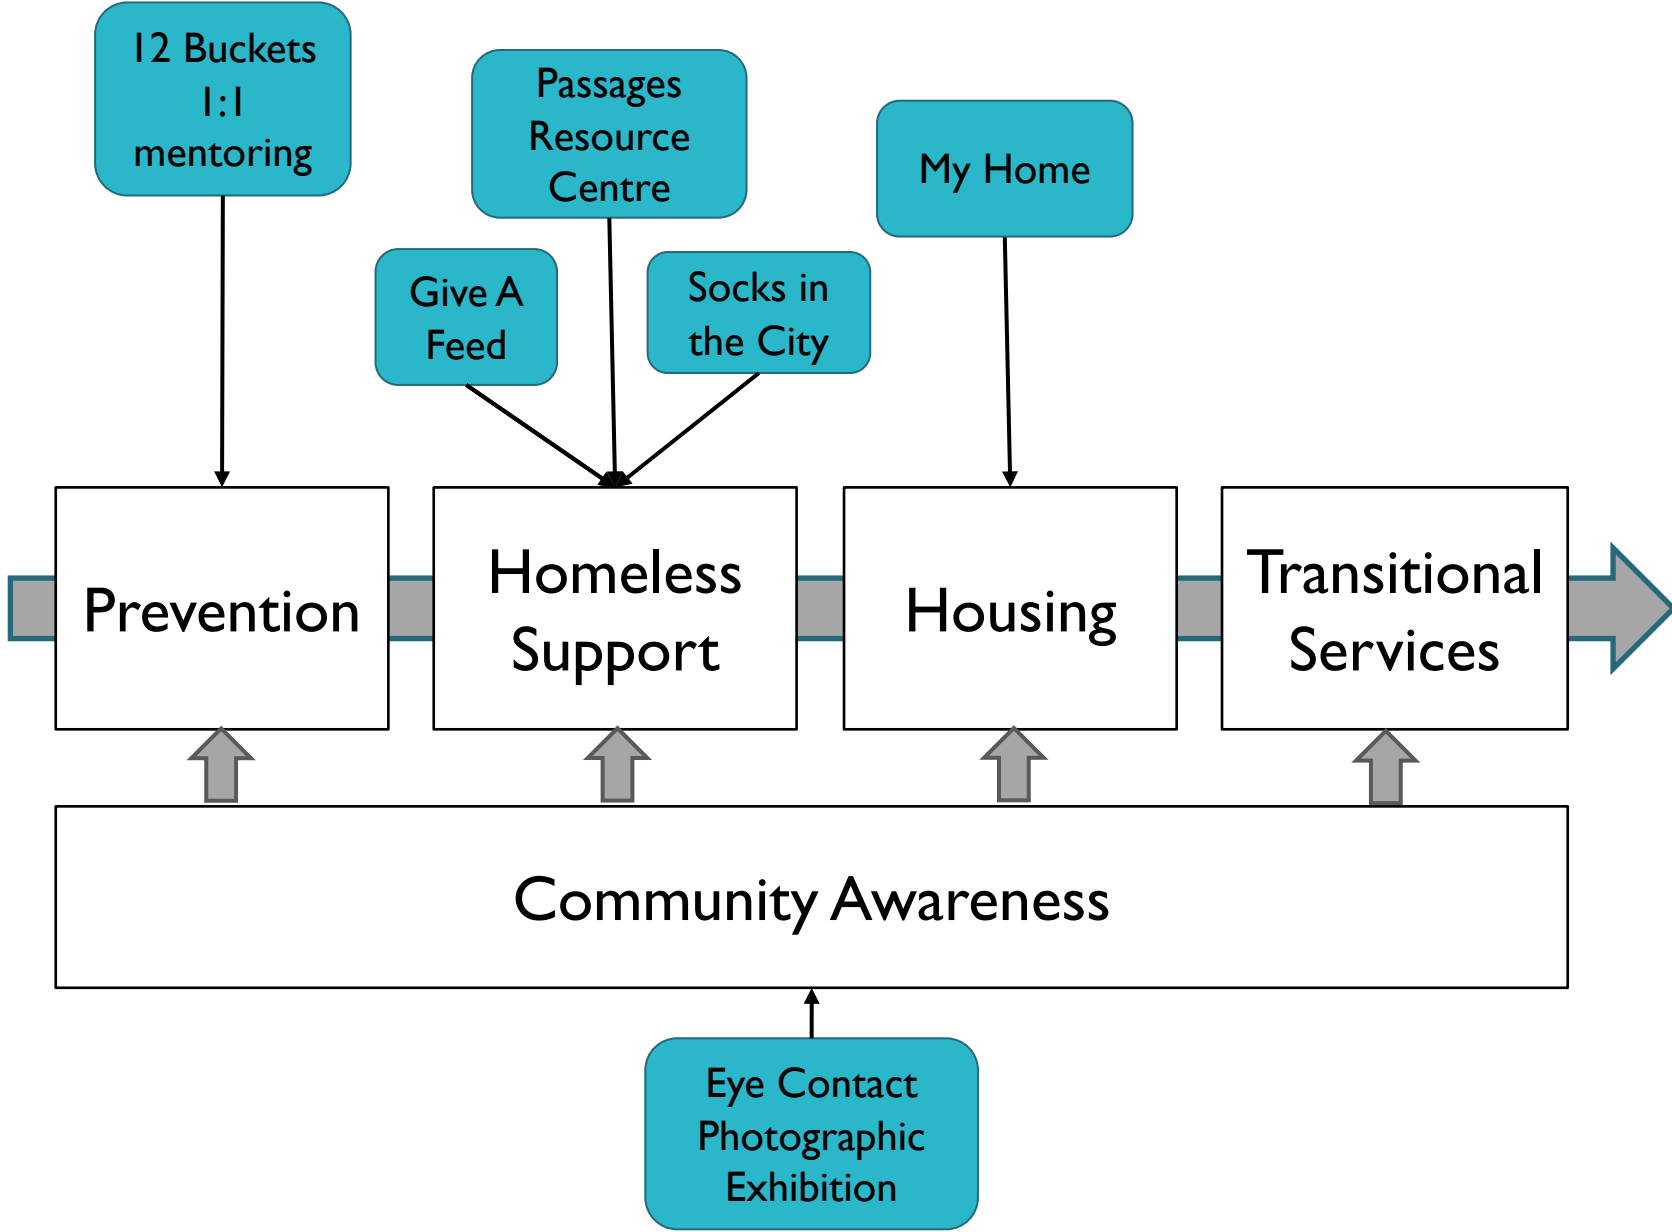 12 Buckets
1:1
mentoring
Passages
Resource
Centre
My Home
Give A
Feed
Socks in
the City
Prevention
Homeless
Support
Housing
Transitional
Services
Community Awareness
Eye Contact
Photographic
Exhibition